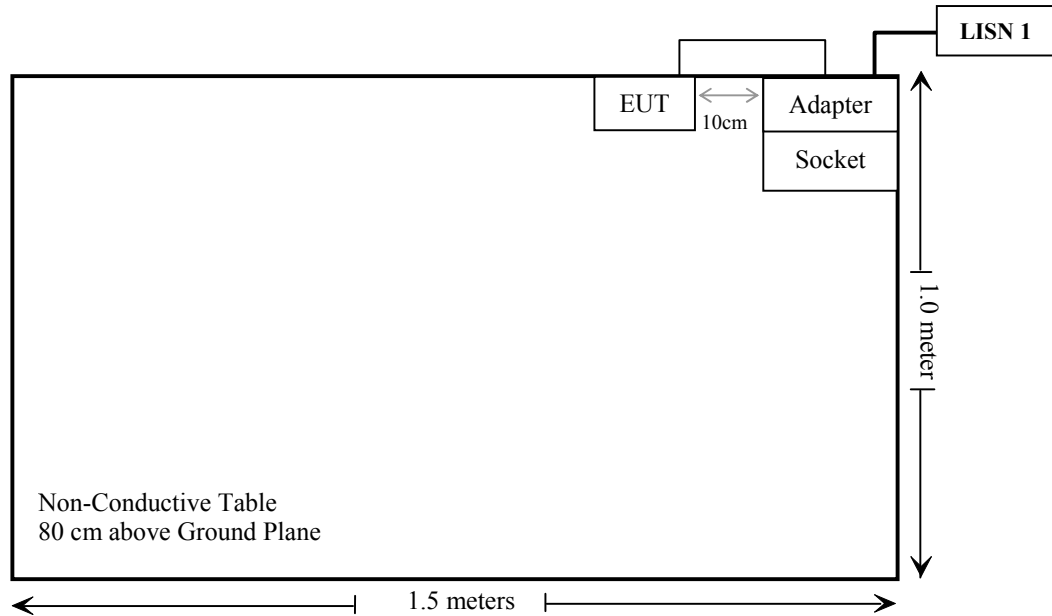 LISN 1
EUT
10cm
Adapter
Socket
1.0 meter
Non-Conductive Table
80 cm above Ground Plane
1.5 meters